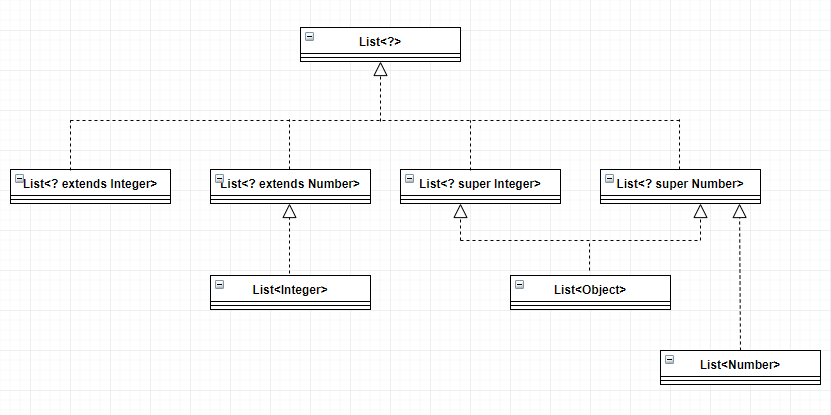 List<?>
List<? extends Integer>
List<? extends Number>
List<? super Integer>
List<? super Number>
List<Integer>
List<Object>
List<Number>